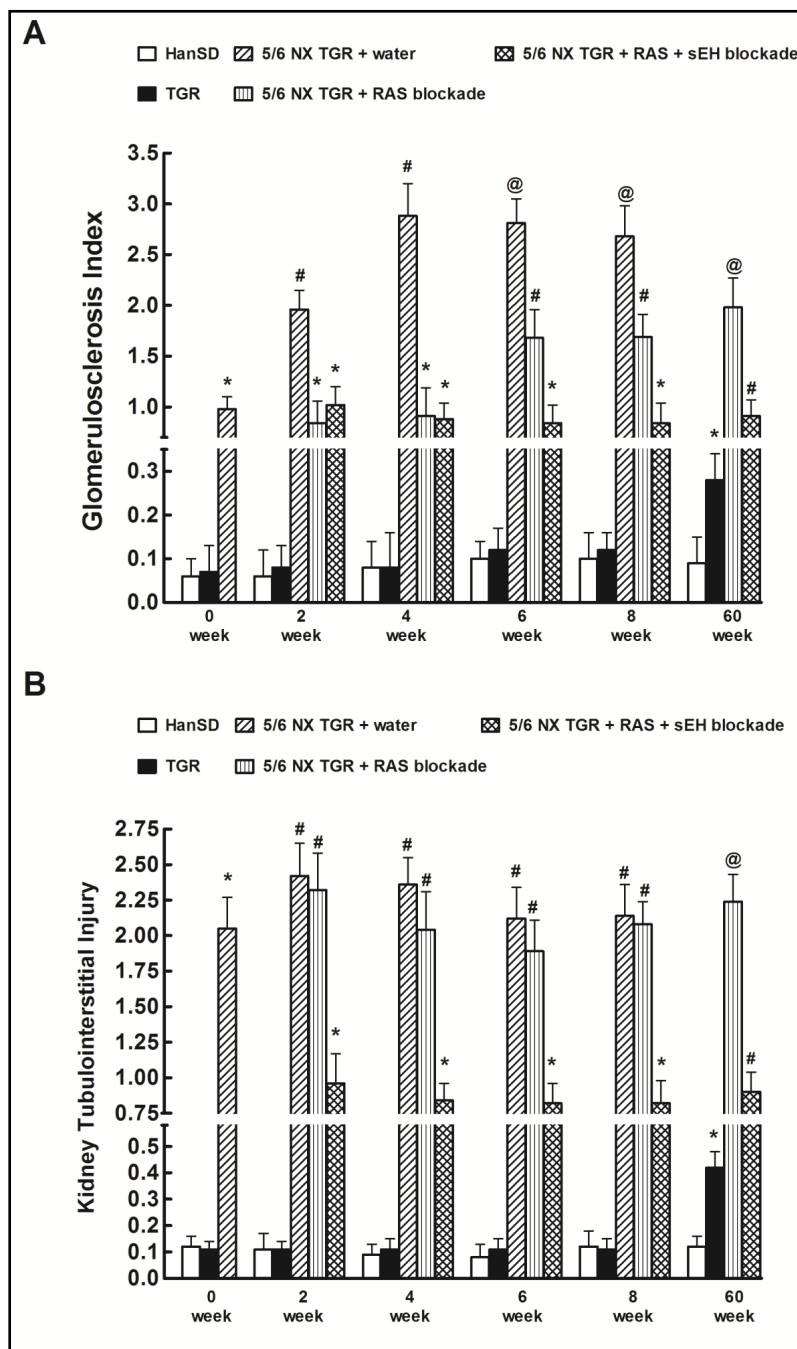 A
HanSD 5/6 NX TGR + water 5/6 NX TGR + RAS + sEH blockade
TGR 5/6 NX TGR + RAS blockade
Glomerulosclerosis Index
3.5
3.0
2.5
2.0
1.5
1.0
0.3
0.2
0.1
0.0
* # * * # * * @ # * @ # * * @ #
0 2 4 6 8 60
week week week week week week
B
HanSD 5/6 NX TGR + water 5/6 NX TGR + RAS + sEH blockade
TGR 5/6 NX TGR + RAS blockade
Kidney Tubulointerstitial Injury
2.75
2.50
2.25
2.00
1.75
1.50
1.25
1.00
0.75
0.5
0.4
0.3
0.2
0.1
0.0
* # # * # # * # # * # # * * @ #
0 2 4 6 8 60
week week week week week week